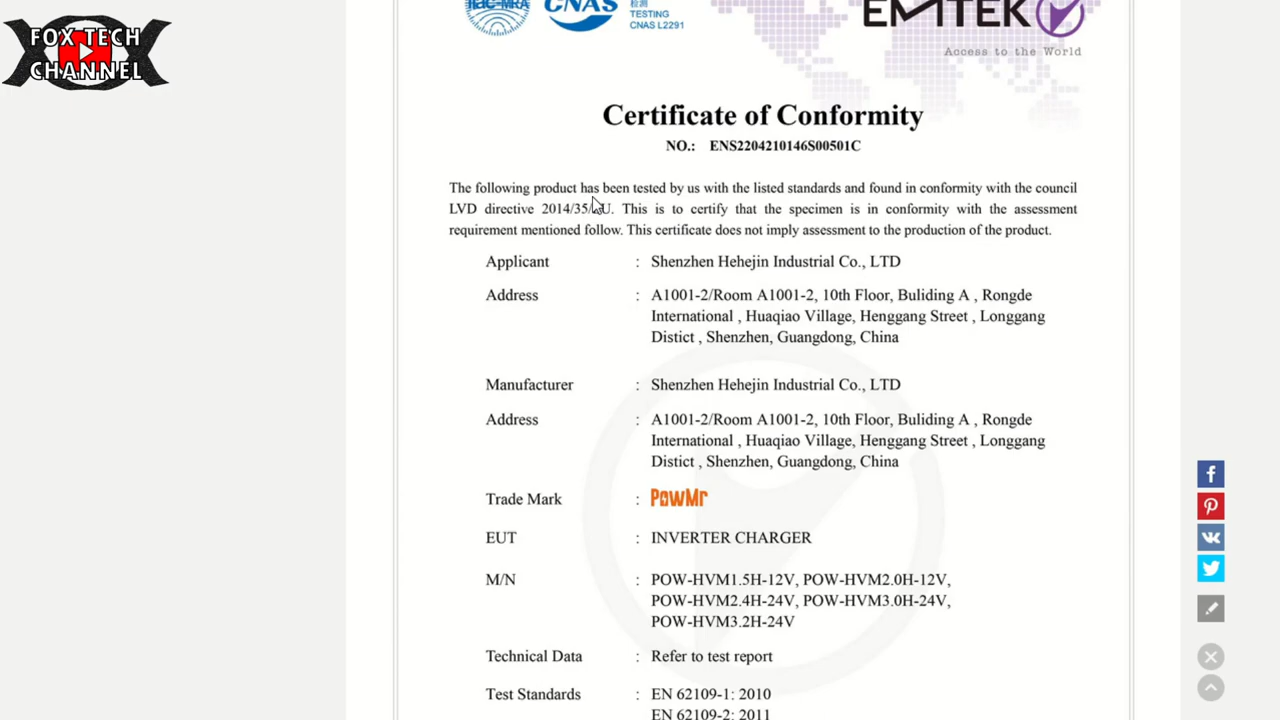 FOX TECH
CHANNEL
ilac-MRA
CNAS
检测
TESTING
CNAS L2291
EMTEK
Access to the World
Certificate of Conformity
NO.: ENS2204210146S00501C
The following product has been tested by us with the listed standards and found in conformity with the council
LVD directive 2014/35/EU. This is to certify that the specimen is in conformity with the assessment
requirement mentioned follow. This certificate does not imply assessment to the production of the product.
Applicant : Shenzhen Hehejin Industrial Co., LTD
Address : A1001-2/Room A1001-2, 10th Floor, Buliding A , Rongde
International , Huaqiao Village, Henggang Street , Longgang
Distict , Shenzhen, Guangdong, China
Manufacturer : Shenzhen Hehejin Industrial Co., LTD
Address : A1001-2/Room A1001-2, 10th Floor, Buliding A , Rongde
International , Huaqiao Village, Henggang Street , Longgang
Distict , Shenzhen, Guangdong, China
Trade Mark : PowMr
EUT : INVERTER CHARGER
M/N : POW-HVM1.5H-12V, POW-HVM2.0H-12V,
POW-HVM2.4H-24V, POW-HVM3.0H-24V,
POW-HVM3.2H-24V
Technical Data : Refer to test report
Test Standards : EN 62109-1: 2010
EN 62109-2: 2011